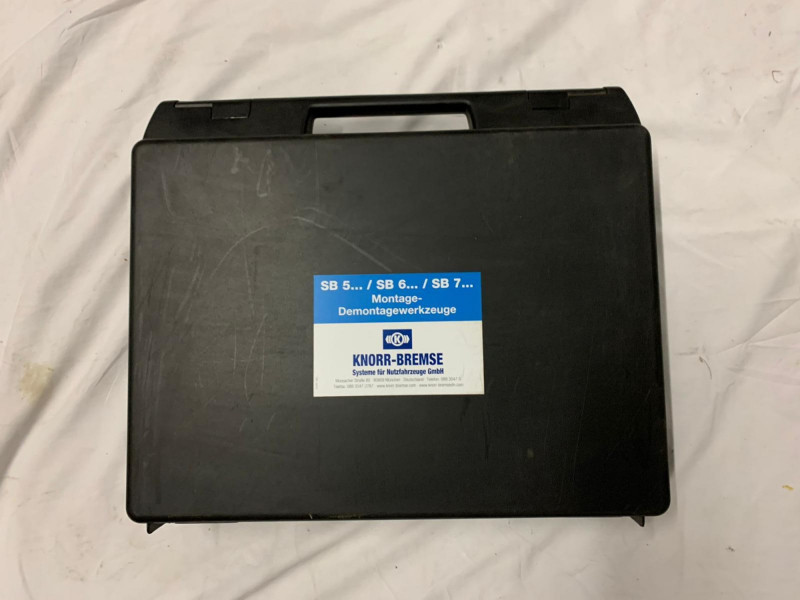 SB 5... / SB 6... / SB 7...
Montage-
Demontagewerkzeuge
K
KNORR-BREMSE
Systeme für Nutzfahrzeuge GmbH